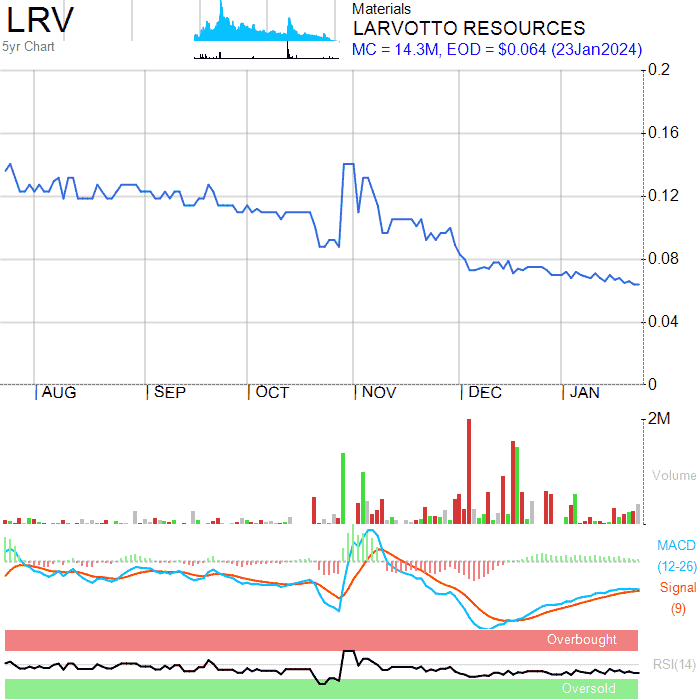 LRV
5yr Chart
Materials
LARVOTTO RESOURCES
MC = 14.3M, EOD = $0.064 (23Jan2024)
0.2
0.16
0.12
0.08
0.04
0
AUG SEP OCT NOV DEC JAN
2M
Volume
MACD
(12-26)
Signal
(9)
Overbought
RSI(14)
Oversold